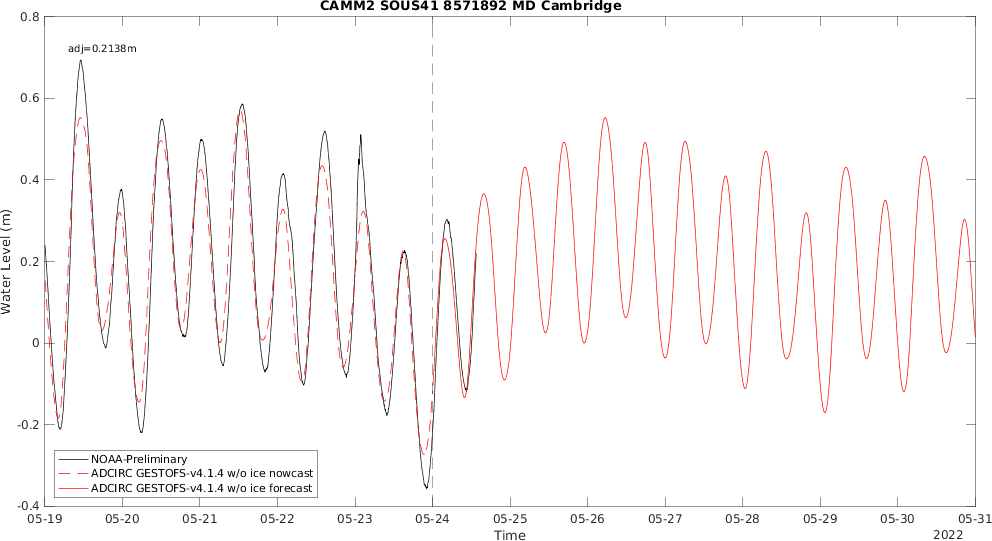 CAMM2 SOUS41 8571892 MD Cambridge
adj=0.2138m
0.8
0.6
0.4
0.2
0
-0.2
-0.4
Water Level (m)
NOAA-Preliminary
ADCIRC GESTOFS-v4.1.4 w/o ice nowcast
ADCIRC GESTOFS-v4.1.4 w/o ice forecast
05-19 05-20 05-21 05-22 05-23 05-24 05-25 05-26 05-27 05-28 05-29 05-30 05-31
Time
2022